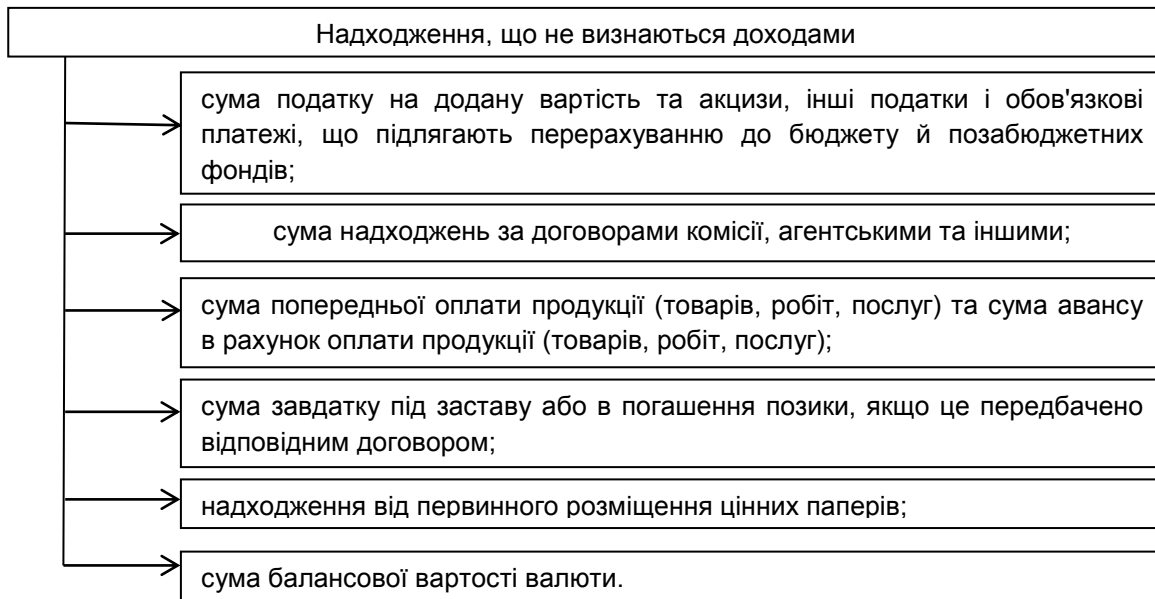 Надходження, що не визнаються доходами
сума податку на додану вартість та акцизи, інші податки і обов'язкові
платежі, що підлягають перерахуванню до бюджету й позабюджетних
фондів;
сума надходжень за договорами комісії, агентськими та іншими;
сума попередньої оплати продукції (товарів, робіт, послуг) та сума авансу
в рахунок оплати продукції (товарів, робіт, послуг);
сума завдатку під заставу або в погашення позики, якщо це передбачено
відповідним договором;
надходження від первинного розміщення цінних паперів;
сума балансової вартості валюти.